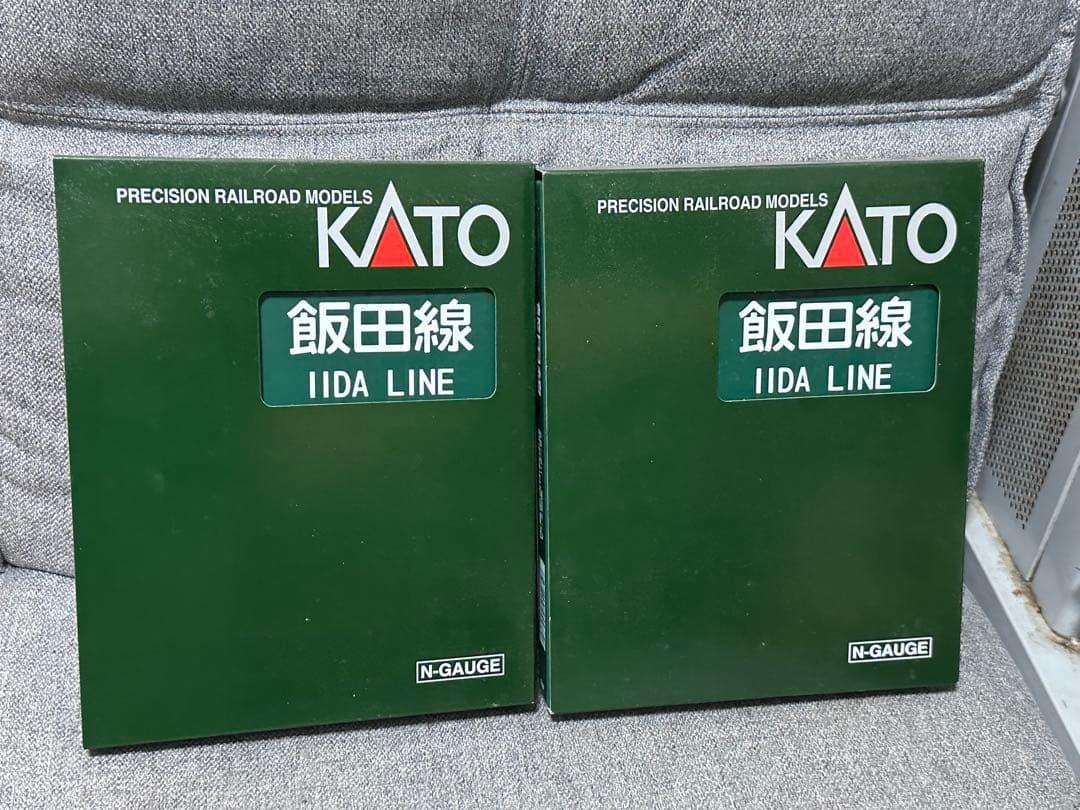 PRECISION RAILROAD MODELS
KATO
飯田線
IIDA LINE
N-GAUGE
PRECISION RAILROAD MODELS
KATO
飯田線
IIDA LINE
N-GAUGE